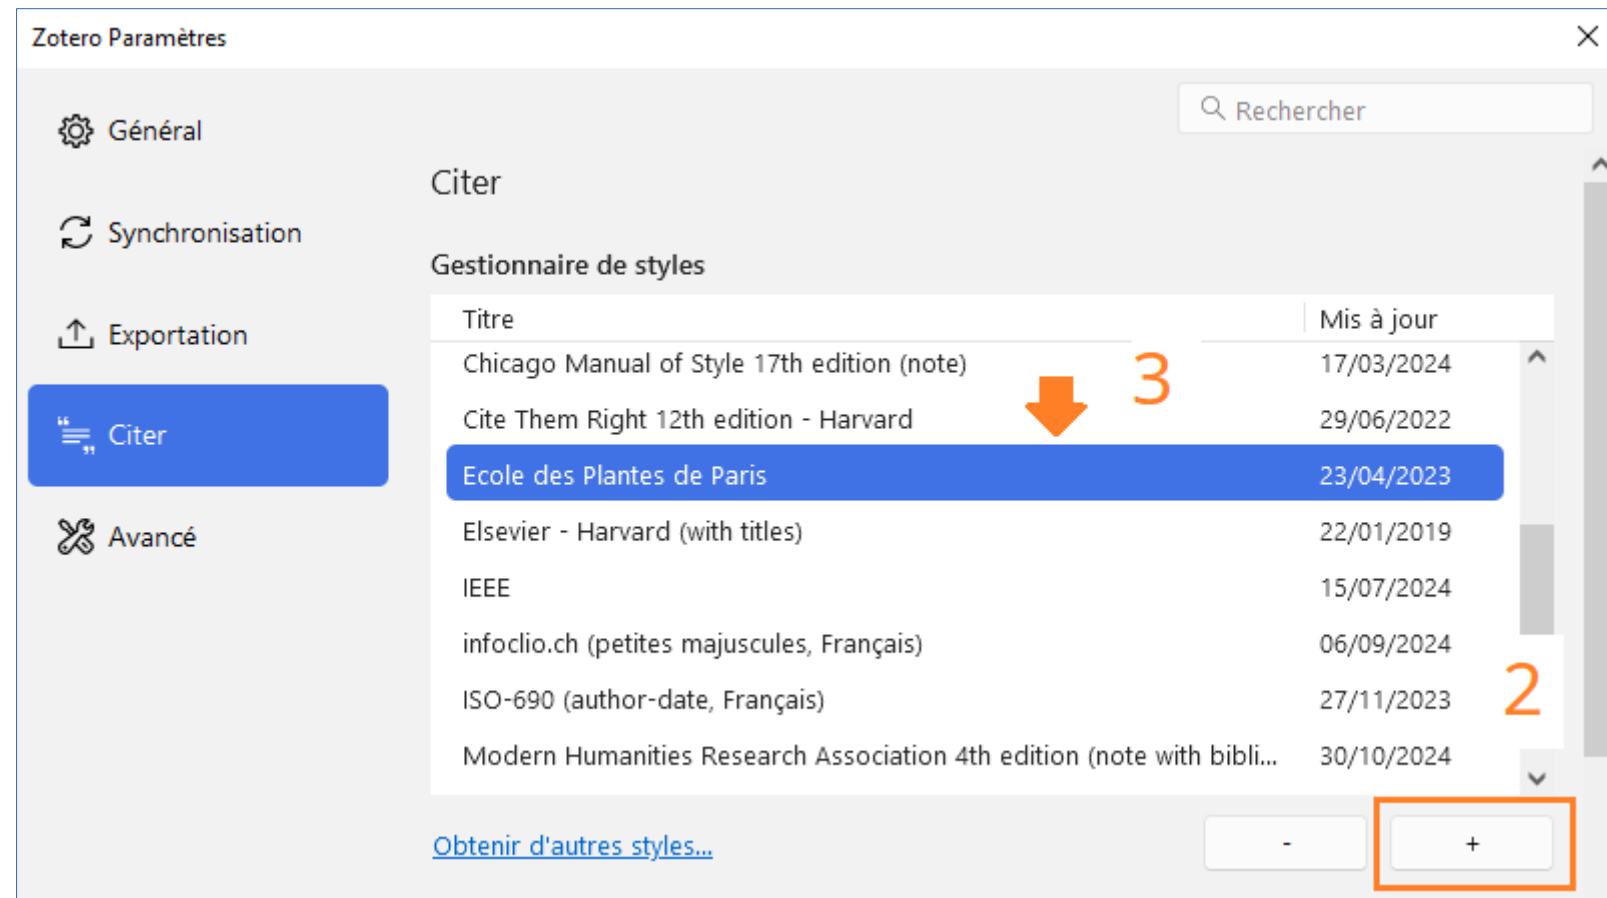 Zotero Paramètres
Rechercher
Général
Synchronisation
Exportation
Citer
Avancé
Citer
Gestionnaire de styles
Titre Mis à jour
Chicago Manual of Style 17th edition (note) 17/03/2024
3
Cite Them Right 12th edition - Harvard 29/06/2022
Ecole des Plantes de Paris 23/04/2023
Elsevier - Harvard (with titles) 22/01/2019
IEEE 15/07/2024
infoclio.ch (petites majuscules, Français) 06/09/2024
ISO-690 (author-date, Français) 27/11/2023
2
Modern Humanities Research Association 4th edition (note with bibli... 30/10/2024
Obtenir d'autres styles... - +